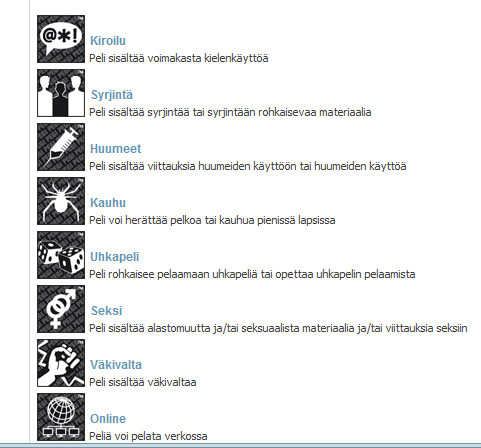 @*!
Kiroilu
Peli sisältää voimakasta kielenkäyttöä
Syrjintä
Peli sisältää syrjintää tai syrjintään rohkaisevaa materiaalia
Huumeet
Peli sisältää viittauksia huumeiden käyttöön tai huumeiden käyttöä
Kauhu
Peli voi herättää pelkoa tai kauhua pienissä lapsissa
Uhkapeli
Peli rohkaisee pelaamaan uhkapeliä tai opettaa uhkapelin pelaamista
Seksi
Peli sisältää alastomuutta ja/tai seksuaalista materiaalia ja/tai viittauksia seksiin
Väkivalta
Peli sisältää väkivaltaa
Online
Peliä voi pelata verkossa